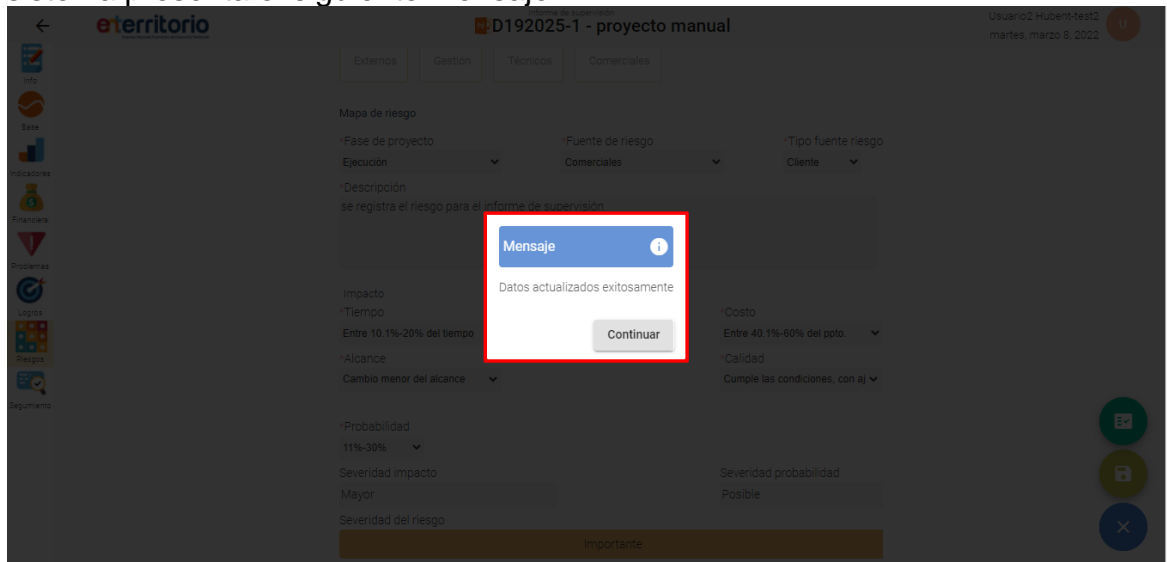 Informe de supervisión
eterritorio
D192025-1 - proyecto manual
Usuario2 Hubent-test2
U
martes, marzo 8, 2022
Externos Gestión Técnicos Comerciales
Info
Base
Indicadores
Financiera
Problemas
Logros
Riesgos
Seguimiento
Mapa de riesgo
*Fase de proyecto *Fuente de riesgo *Tipo fuente riesgo
Ejecución Comerciales Cliente
*Descripción
se registra el riesgo para el informe de supervisión
Mensaje
Datos actualizados exitosamente
Continuar
Impacto
*Tiempo *Costo
Entre 10.1%-20% del tiempo Entre 40.1%-60% del ppto.
*Alcance *Calidad
Cambio menor del alcance Cumple las condiciones, con aj
*Probabilidad
11%-30%
Severidad impacto Severidad probabilidad
Mayor Posible
Severidad del riesgo
Importante